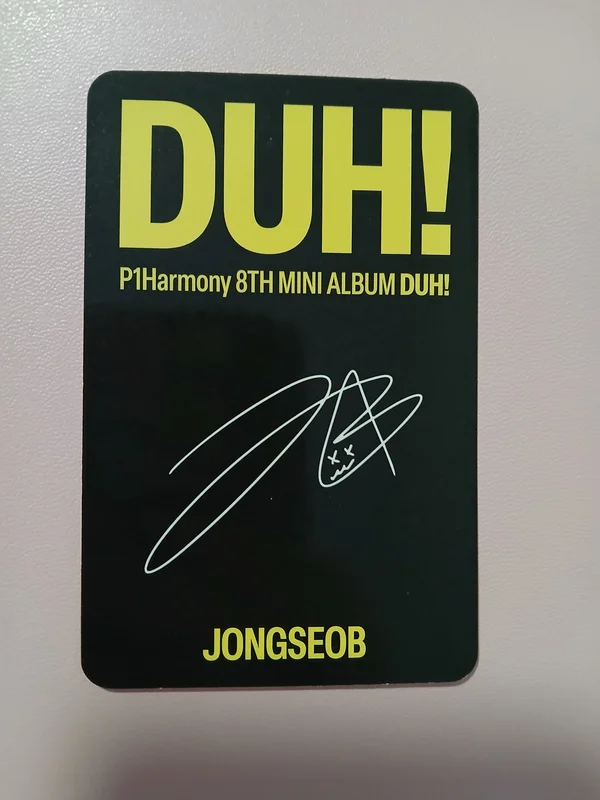 DUH!
P1Harmony 8TH MINI ALBUM DUH!
JONGSEOB